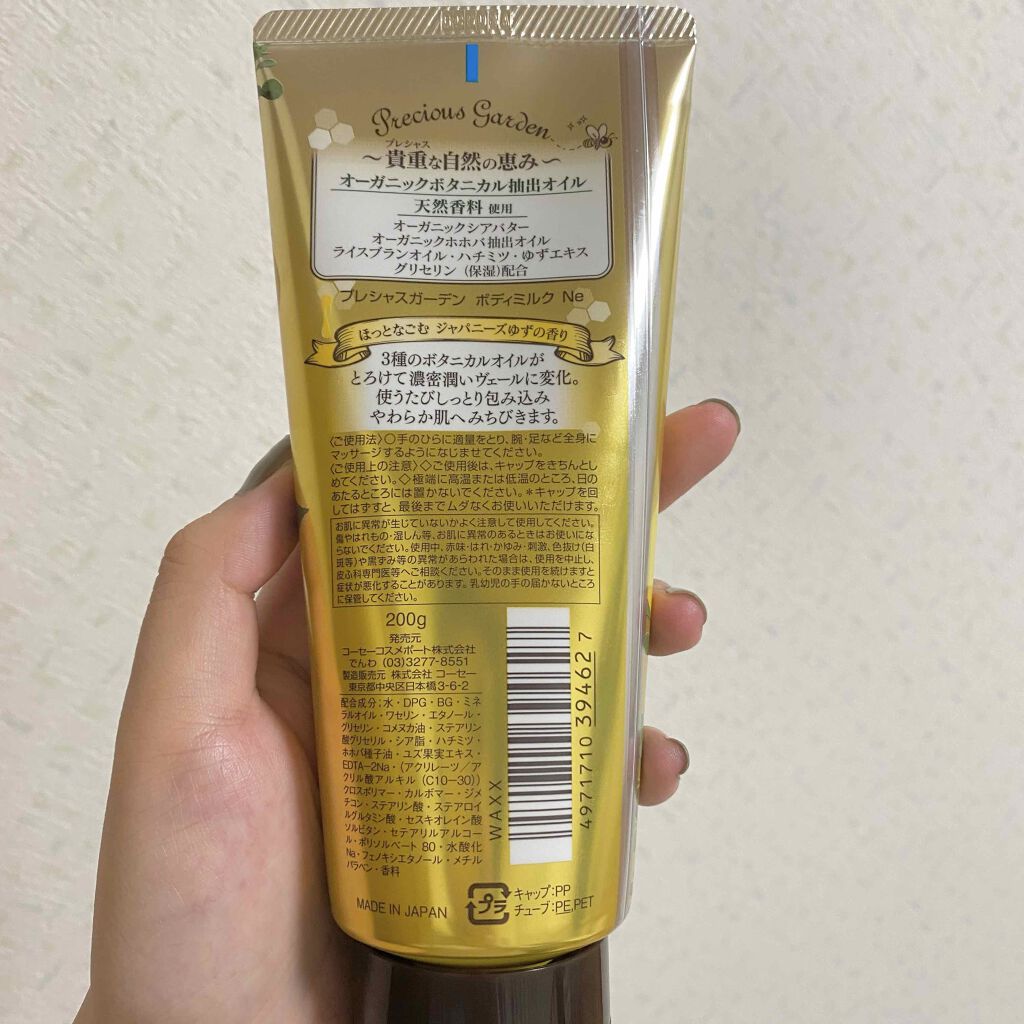 Precious Garden
プレシャス
～貴重な自然の恵み～
オーガニックボタニカル抽出オイル
天然香料 使用
オーガニックシアバター
オーガニックホホバ抽出オイル
ライスブランオイル・ハチミツ・ゆずエキス
グリセリン (保湿)配合
プレシャスガーデン ボディミルク Ne
ほっとなごむ ジャパニーズゆずの香り
3種のボタニカルオイルが
とろけて濃密潤いヴェールに変化。
使うたびしっとり包み込み
やわらか肌へみちびきます。
〈ご使用法〉○手のひらに適量をとり、腕・足など全身に
マッサージするようになじませてください。
〈ご使用上の注意〉◇ご使用後は、キャップをきちんとし
めてください。◇極端に高温または低温のところ、日の
あたるところには置かないでください。＊キャップを回
してはずすと、最後までムダなくお使いいただけます。
お肌に異常が生じていないかよく注意して使用してください。
傷やはれもの・湿しん等、お肌に異常のあるときはお使いにな
らないでください。使用中、赤味・はれ・かゆみ・刺激、色抜け(白
斑等)や黒ずみ等の異常があらわれた場合は、使用を中止し、
皮ふ科専門医等へご相談ください。そのまま使用を続けますと
症状が悪化することがあります。乳幼児の手の届かないところ
に保管してください。
200g
発売元
コーセーコスメポート株式会社
でんわ (03)3277-8551
製造販売元 株式会社 コーセー
東京都中央区日本橋3-6-2
配合成分；水・DPG・BG・ミネ
ラルオイル・ワセリン・エタノール・
グリセリン・コメヌカ油・ステアリン
酸グリセリル・シア脂・ハチミツ・
ホホバ種子油・ユズ果実エキス・
EDTA-2Na・(アクリレーツ／ア
クリル酸アルキル (C10-30))
クロスポリマー・カルボマー・ジメ
チコン・ステアリン酸・ステアロイ
ルグルタミン酸・セスキオレイン酸
ソルビタン・セテアリルアルコー
ル・ポリソルベート 80・水酸化
Na・フェノキシエタノール・メチル
パラベン・香料
WAXX
4971710 394627
MADE IN JAPAN
プラ
キャップ:PP
チューブ:PE,PET